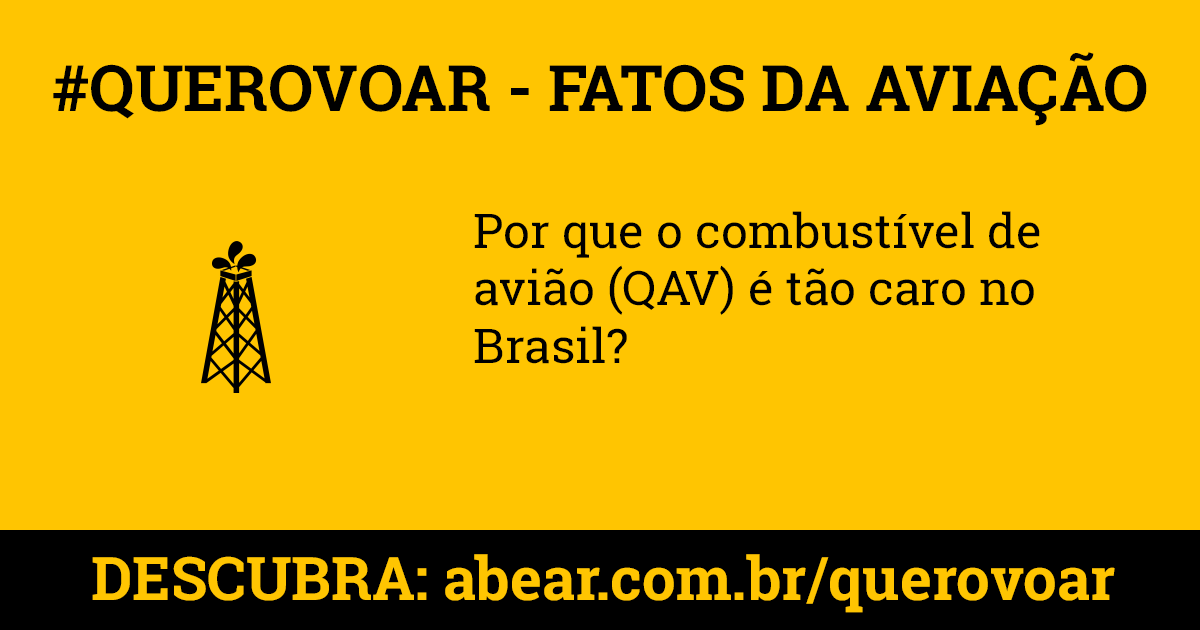 #QUEROVOAR - FATOS DA AVIAÇÃO
Por que o combustível de
avião (QAV) é tão caro no
Brasil?
DESCUBRA: abear.com.br/querovoar